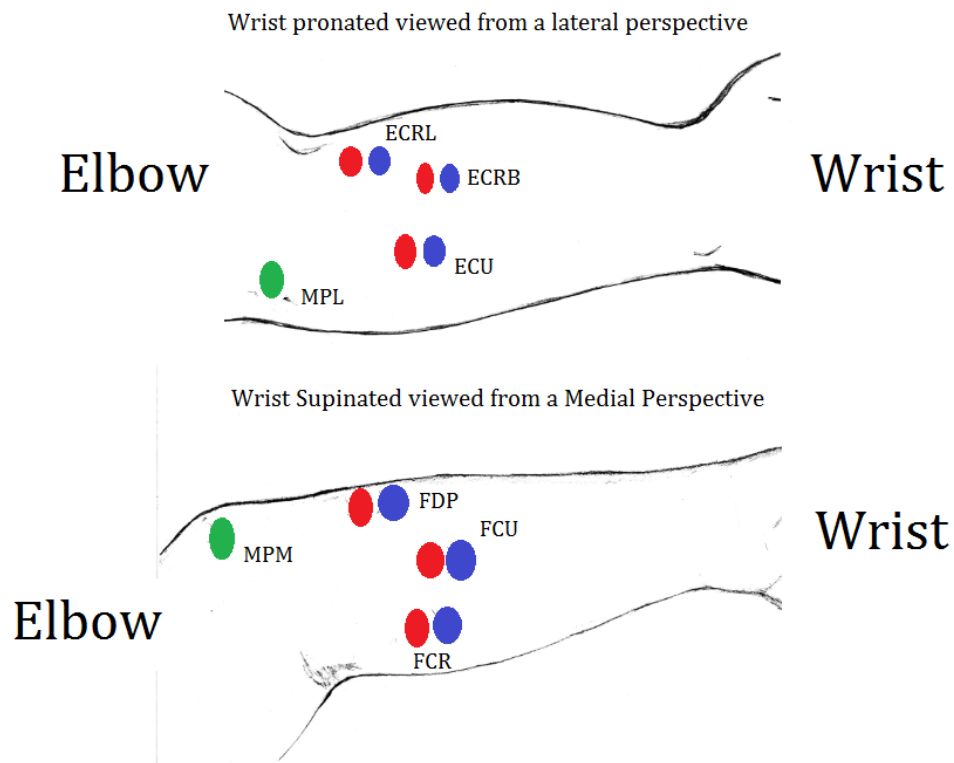 Wrist pronated viewed from a lateral perspective
ECRL
Elbow
ECRB
Wrist
ECU
MPL
Wrist Supinated viewed from a Medial Perspective
FDP
FCU
Wrist
MPM
Elbow
FCR